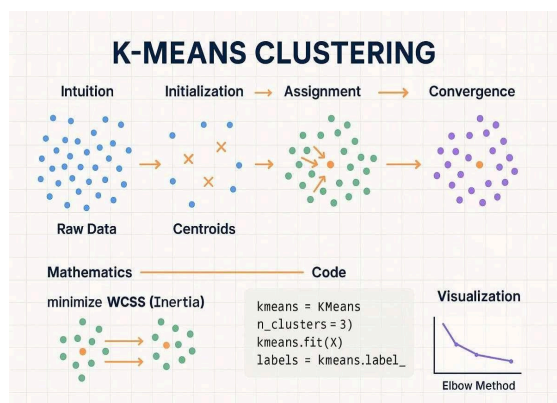 K-MEANS CLUSTERING
Intuition
Initialization
Assignment
Convergence
Raw Data
Centroids
Mathematics
Code
minimize WCSS (Inertia)
kmeans = KMeans
n_clusters = 3)
kmeans.fit(X)
labels = kmeans.label_
Visualization
Elbow Method